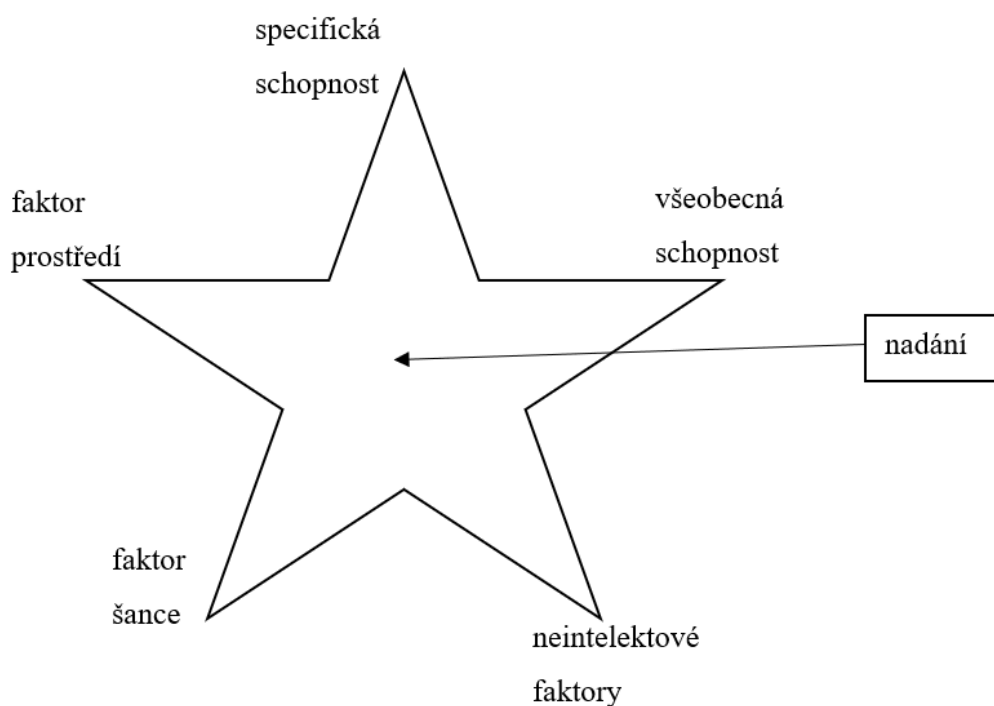 specifická
schopnost
faktor
prostředí
všeobecná
schopnost
nadání
faktor
šance
neintelektové
faktory